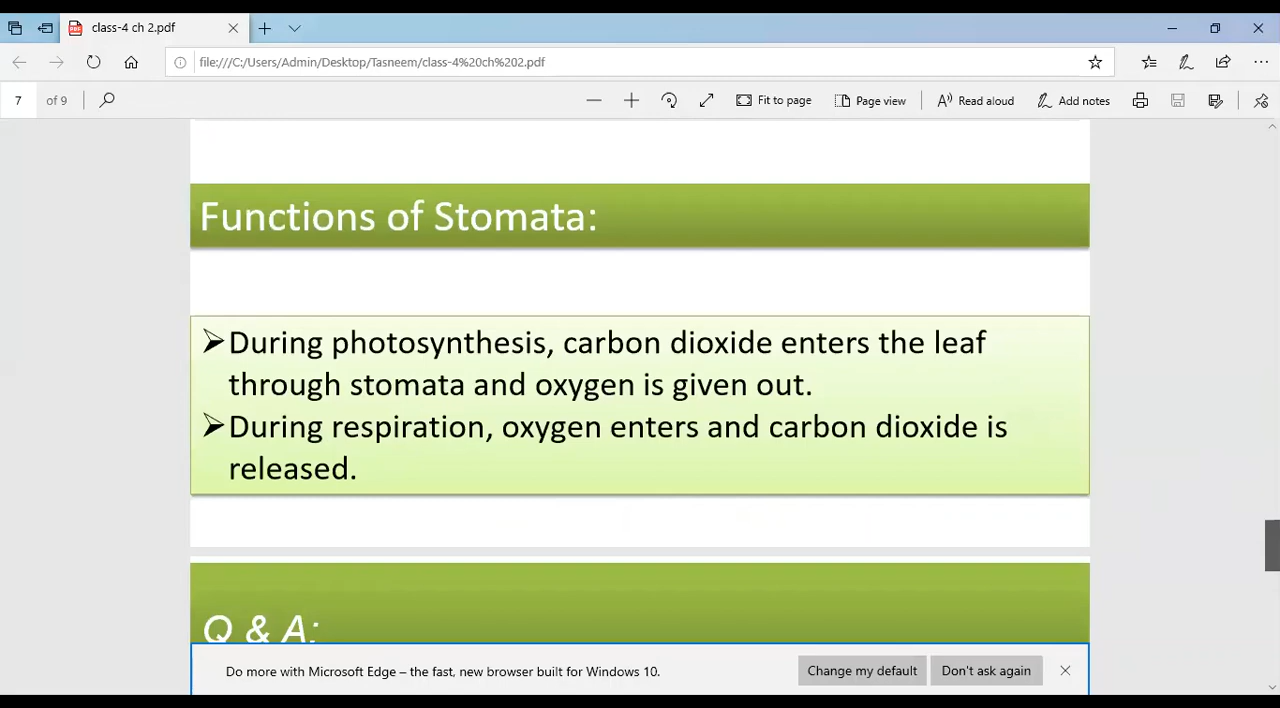 class-4 ch 2.pdf
file:///C:/Users/Admin/Desktop/Tasneem/class-4%20ch%202.pdf
7 of 9 Fit to page Page view Read aloud Add notes
Functions of Stomata:
During photosynthesis, carbon dioxide enters the leaf
through stomata and oxygen is given out.
During respiration, oxygen enters and carbon dioxide is
released.
Q & A:
Do more with Microsoft Edge – the fast, new browser built for Windows 10. Change my default Don't ask again